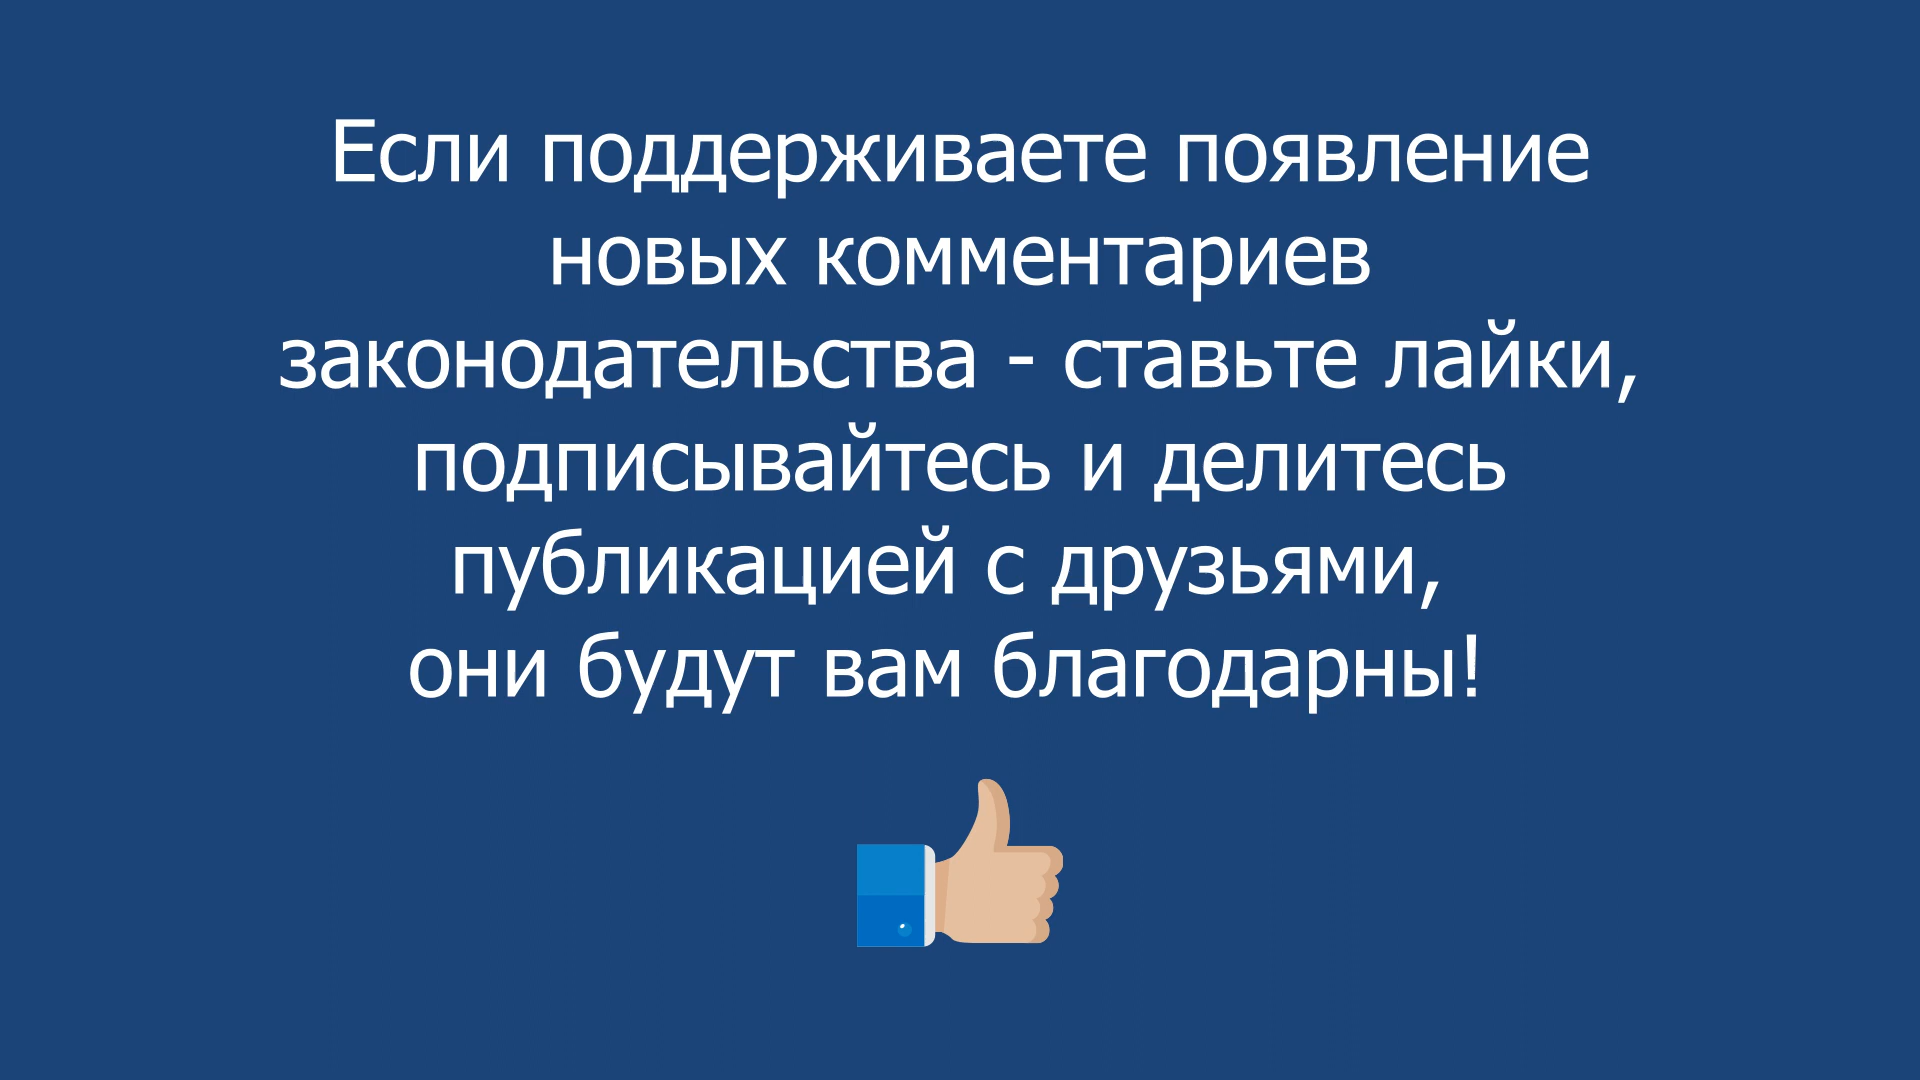 Если поддерживаете появление
новых комментариев
законодательства - ставьте лайки,
подписывайтесь и делитесь
публикацией с друзьями,
они будут вам благодарны!